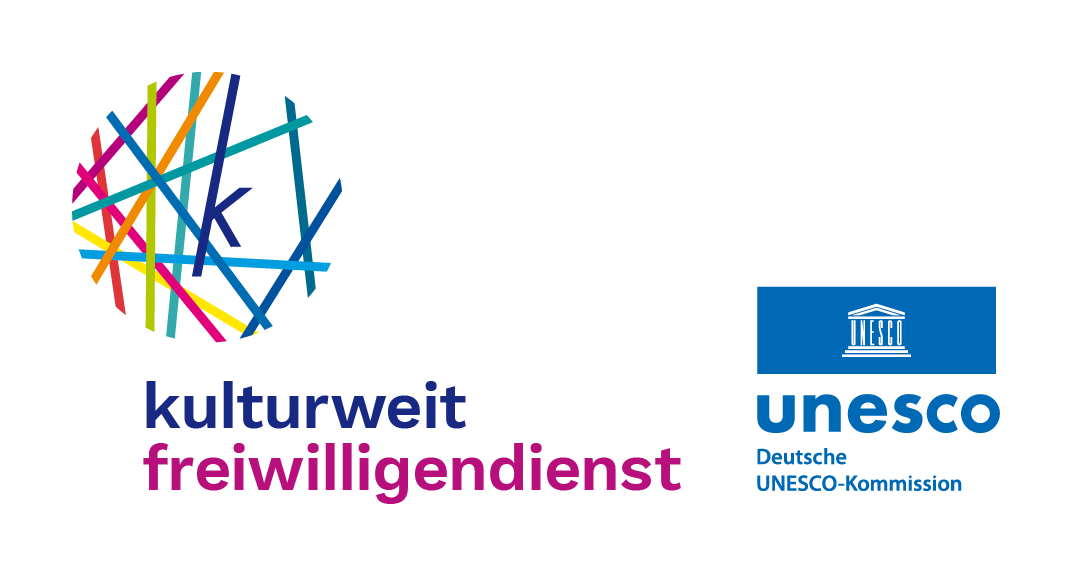 k
kulturweit
freiwilligendienst
UNESCO
unesco
Deutsche
UNESCO-Kommission